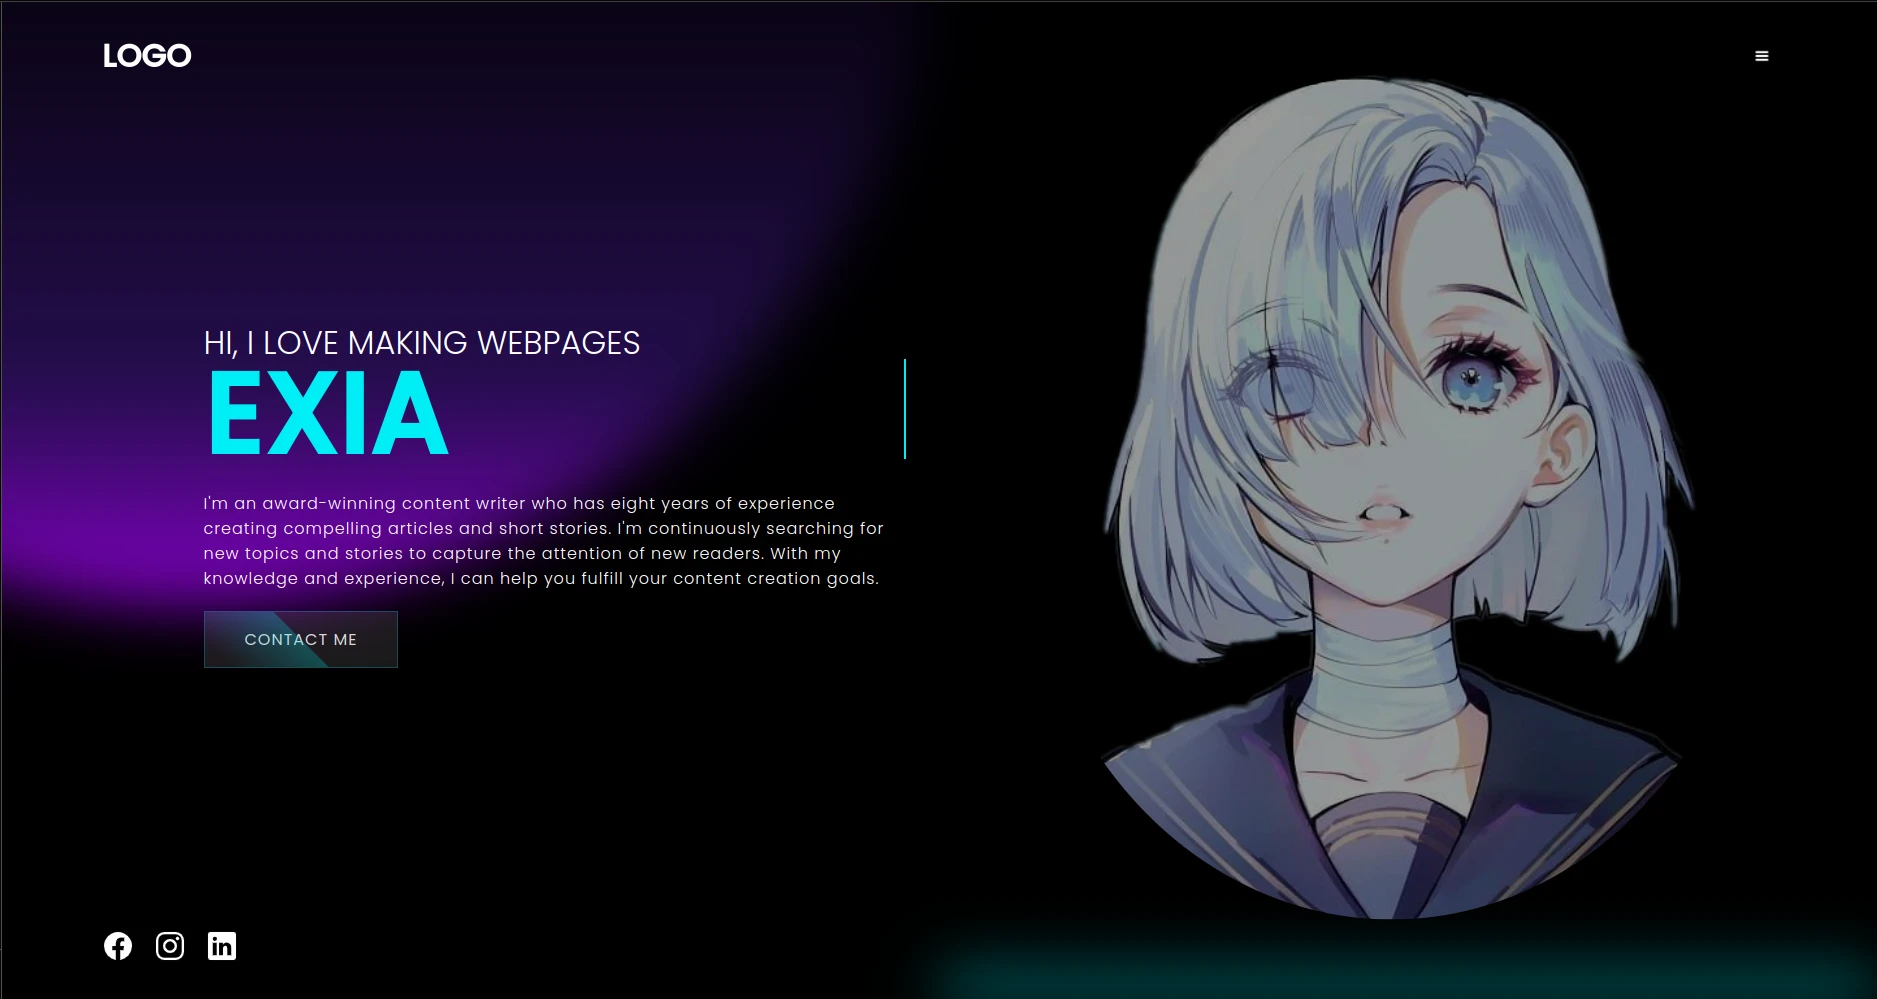 LOGO
HI, I LOVE MAKING WEBPAGES
EXIA
I'm an award-winning content writer who has eight years of experience
creating compelling articles and short stories. I'm continuously searching for
new topics and stories to capture the attention of new readers. With my
knowledge and experience, I can help you fulfill your content creation goals.
CONTACT ME